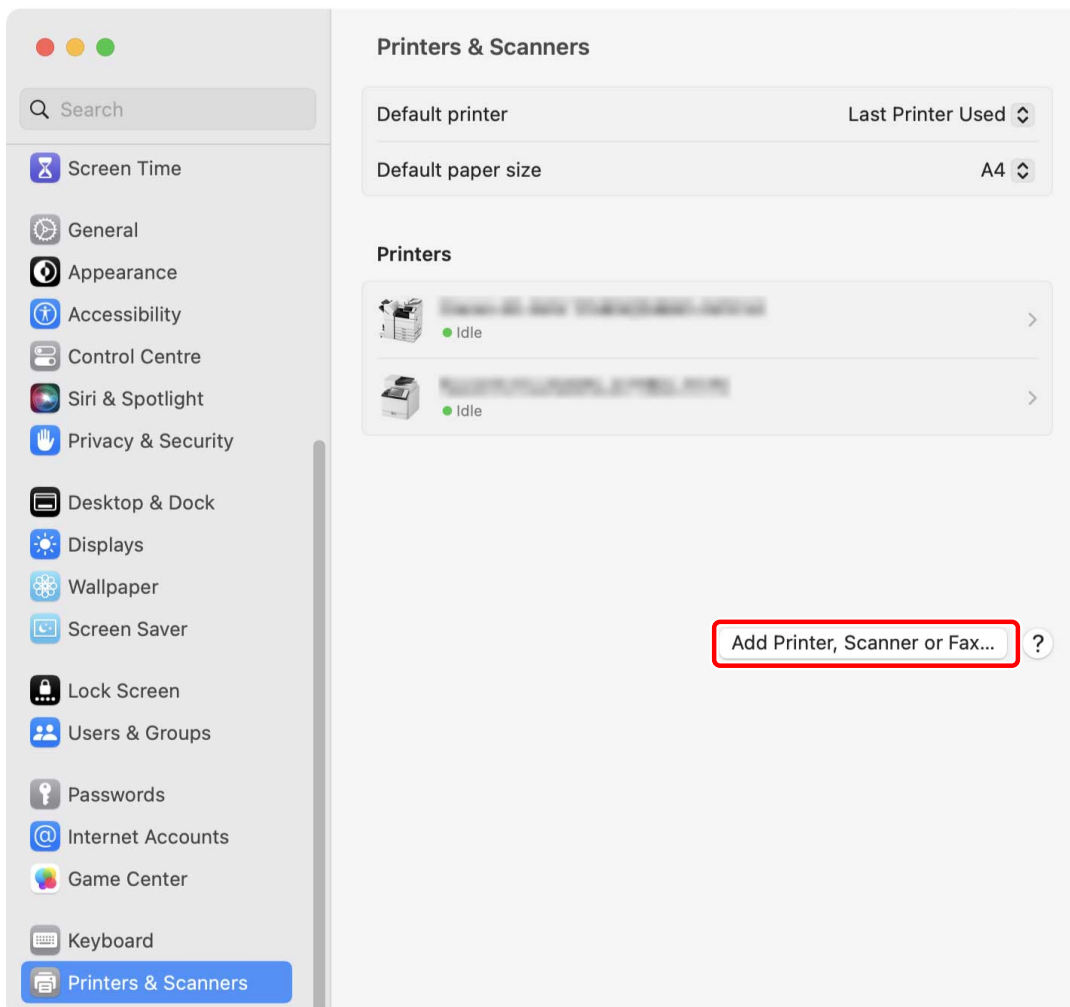 Search
Screen Time
General
Appearance
Accessibility
Control Centre
Siri & Spotlight
Privacy & Security
Desktop & Dock
Displays
Wallpaper
Screen Saver
Lock Screen
Users & Groups
Passwords
Internet Accounts
Game Center
Keyboard
Printers & Scanners
Printers & Scanners
Default printer Last Printer Used
Default paper size A4
Printers
Idle
Idle
Add Printer, Scanner or Fax... ?